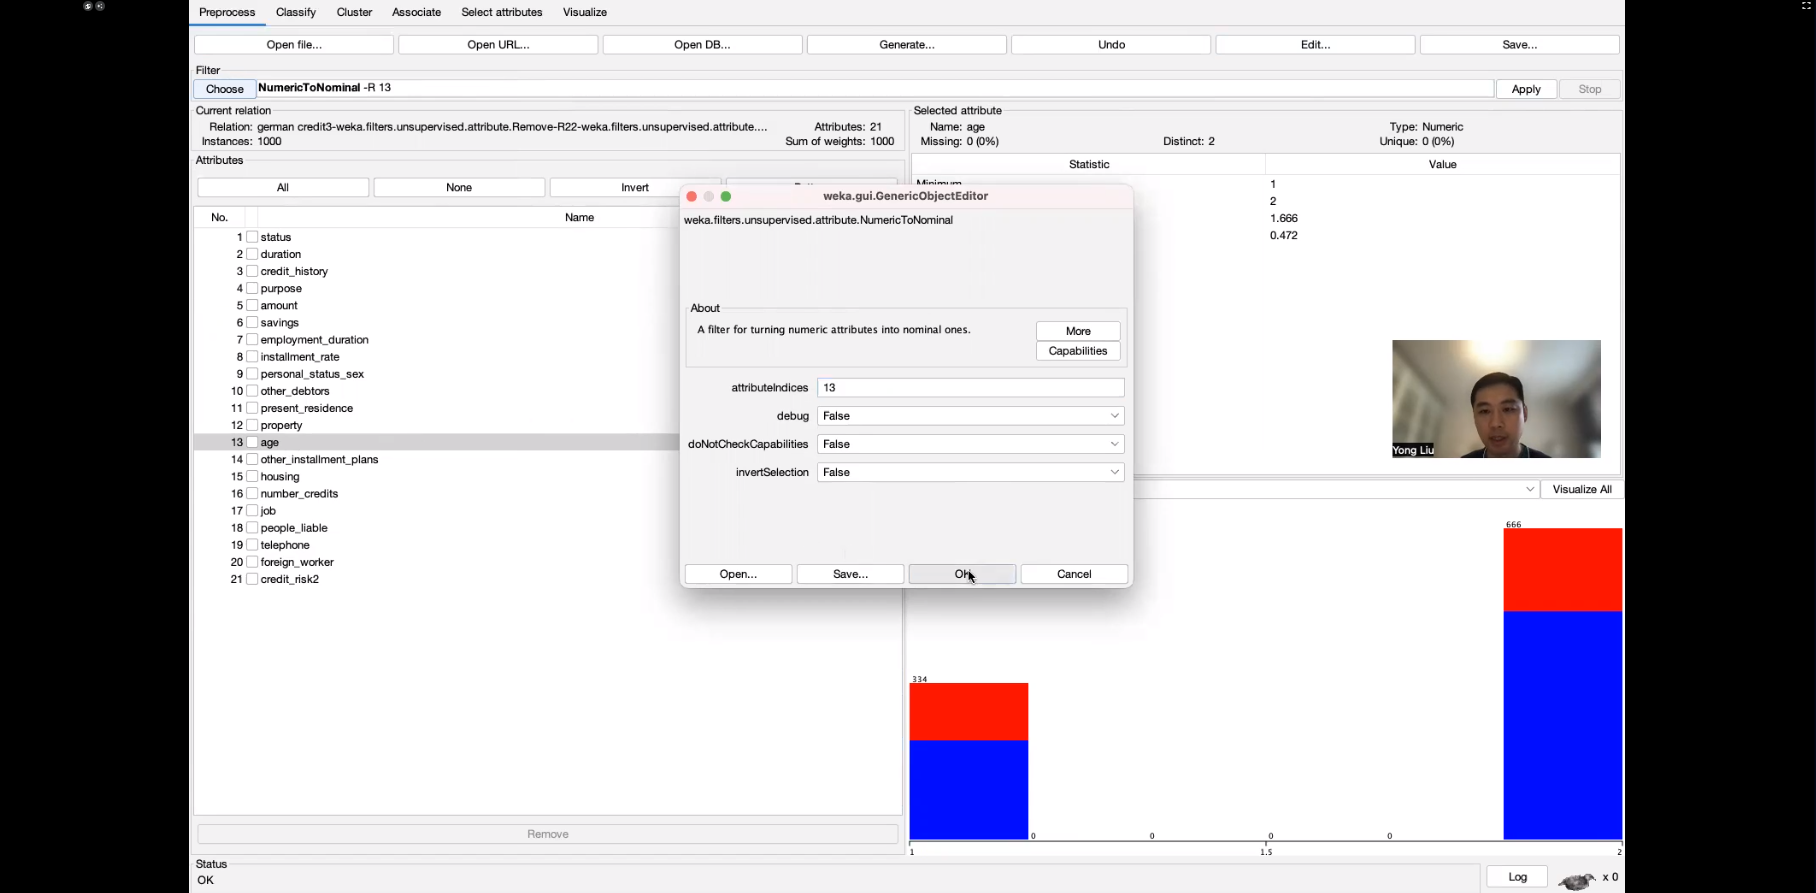 Preprocess Classify Cluster Associate Select attributes Visualize
Open file... Open URL... Open DB... Generate... Undo Edit... Save...
Filter
Choose NumericToNominal -R 13 Apply Stop
Current relation
Relation: german credit3-weka.filters.unsupervised.attribute.Remove-R22-weka.filters.unsupervised.attribute.... Attributes: 21
Instances: 1000 Sum of weights: 1000
Attributes
All None Invert
No. Name
1 status
2 duration
3 credit_history
4 purpose
5 amount
6 savings
7 employment_duration
8 installment_rate
9 personal_status_sex
10 other_debtors
11 present_residence
12 property
13 age
14 other_installment_plans
15 housing
16 number_credits
17 job
18 people_liable
19 telephone
20 foreign_worker
21 credit_risk2
Remove
Selected attribute
Name: age Type: Numeric
Missing: 0 (0%) Distinct: 2 Unique: 0 (0%)
Statistic Value
Minimum 1
2
1.666
0.472
weka.gui.GenericObjectEditor
weka.filters.unsupervised.attribute.NumericToNominal
About
A filter for turning numeric attributes into nominal ones. More
Capabilities
attributeIndices 13
debug False
doNotCheckCapabilities False
invertSelection False
Open... Save... OK Cancel
Yong Liu
Visualize All
666
334
0 0 0 0
1 1.5 2
Status
OK Log x 0